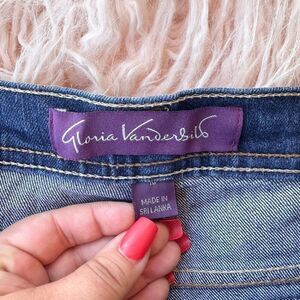 Gloria Vanderbilt
MADE IN
SRI LANKA